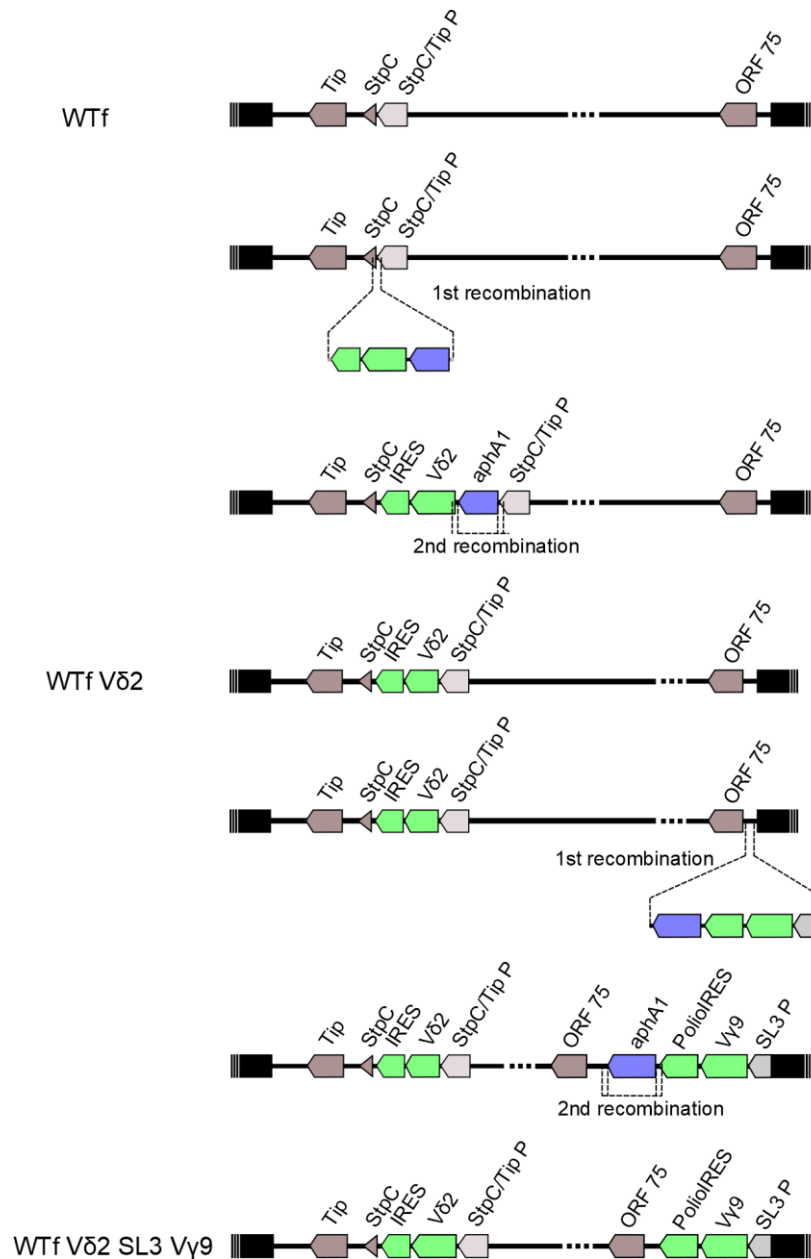 Tip StpC StpC/Tip P ORF 75
WTf
Tip StpC StpC/Tip P ORF 75
1st recombination
Tip StpC IRES Vδ2 aphA1 StpC/Tip P ORF 75
2nd recombination
Tip StpC IRES Vδ2 StpC/Tip P ORF 75
WTf Vδ2
Tip StpC IRES Vδ2 StpC/Tip P ORF 75
1st recombination
Tip StpC IRES Vδ2 StpC/Tip P ORF 75 aphA1 PolioIRES Vγ9 SL3 P
2nd recombination
Tip StpC IRES Vδ2 StpC/Tip P ORF 75 PolioIRES Vγ9 SL3 P
WTf Vδ2 SL3 Vγ9